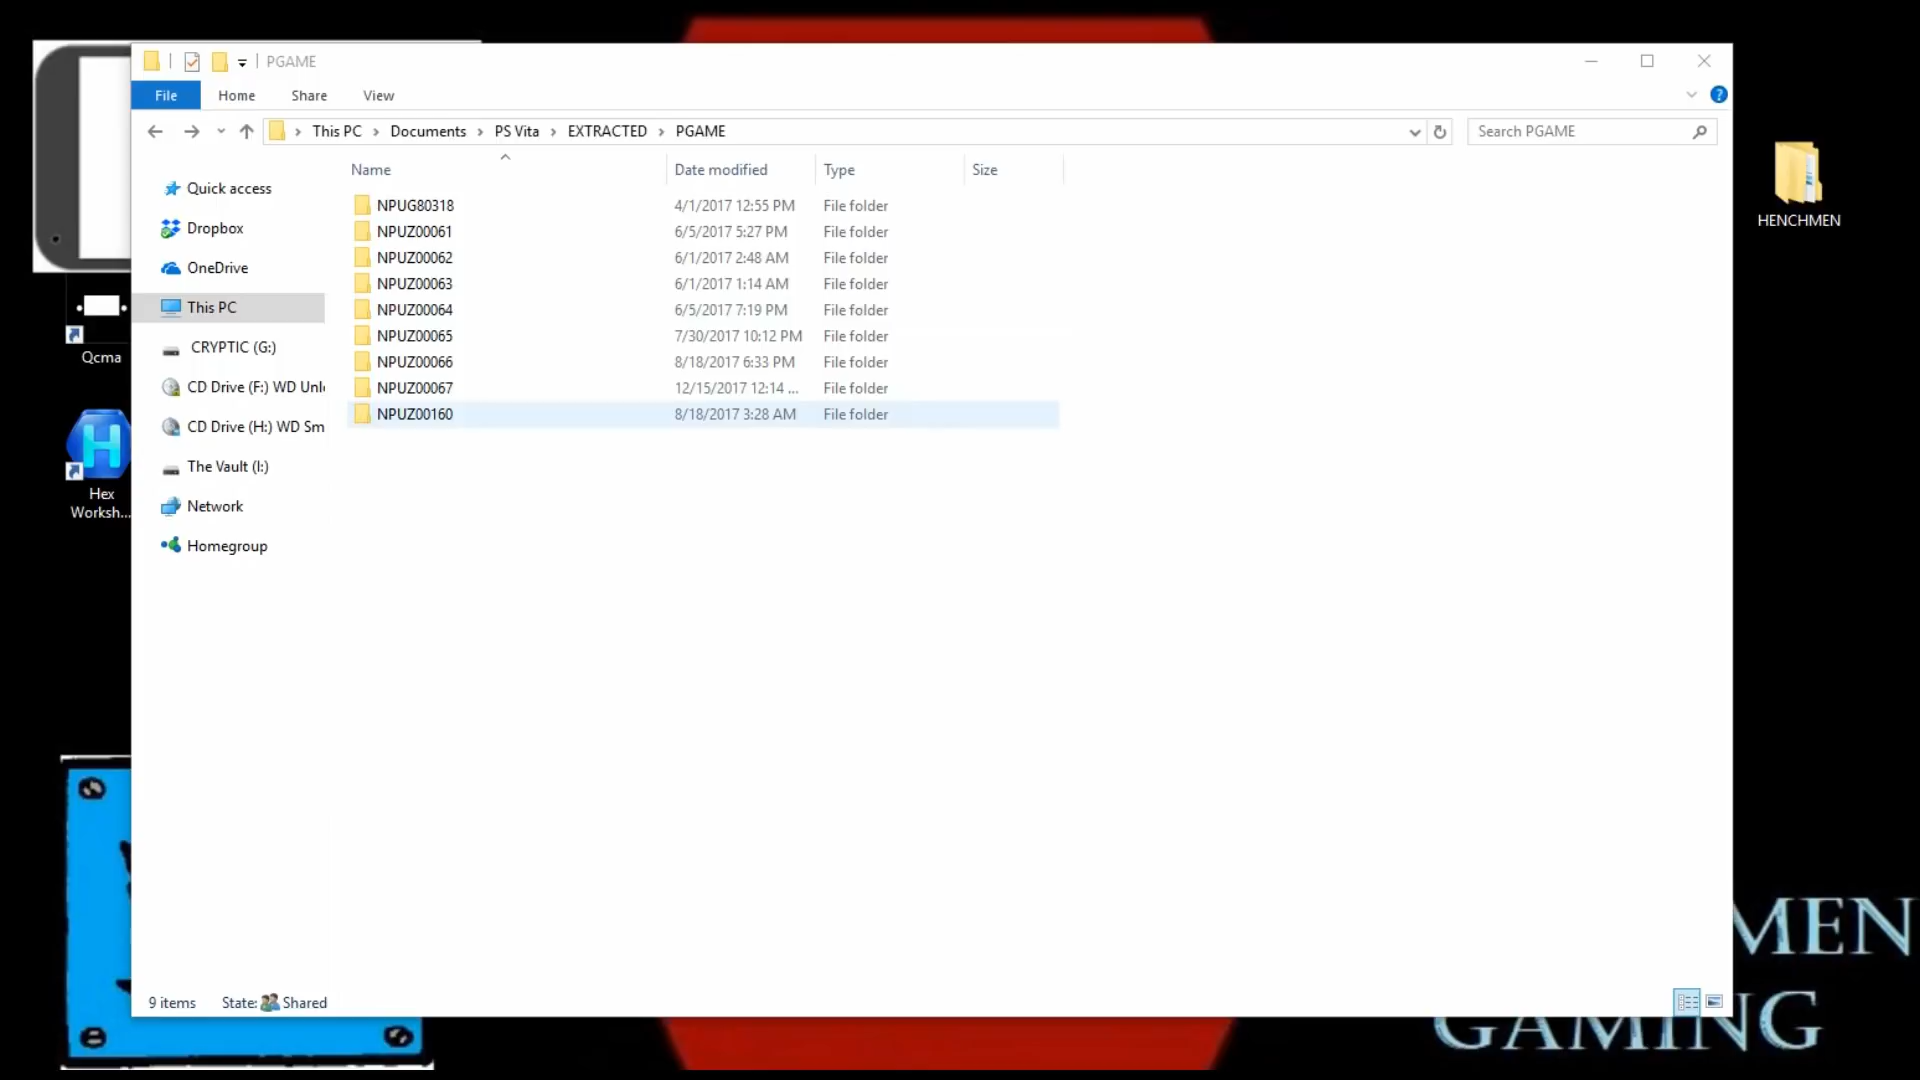 PGAME
File Home Share View
This PC Documents PS Vita EXTRACTED PGAME
Search PGAME
Name Date modified Type Size
NPUG80318 4/1/2017 12:55 PM File folder
NPUZ00061 6/5/2017 5:27 PM File folder
NPUZ00062 6/1/2017 2:48 AM File folder
NPUZ00063 6/1/2017 1:14 AM File folder
NPUZ00064 6/5/2017 7:19 PM File folder
NPUZ00065 7/30/2017 10:12 PM File folder
NPUZ00066 8/18/2017 6:33 PM File folder
NPUZ00067 12/15/2017 12:14 ... File folder
NPUZ00160 8/18/2017 3:28 AM File folder
Quick access
Dropbox
OneDrive
This PC
CRYPTIC (G:)
CD Drive (F:) WD Unl
CD Drive (H:) WD Sm
The Vault (I:)
Network
Homegroup
9 items State: Shared
Qcma
Hex
Worksh...
HENCHMEN
MEN
GAMING